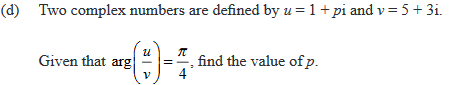 (d) Two complex numbers are defined by u = 1 + pi and v = 5 + 3i.
Given that arg(u/v) = π/4, find the value of p.